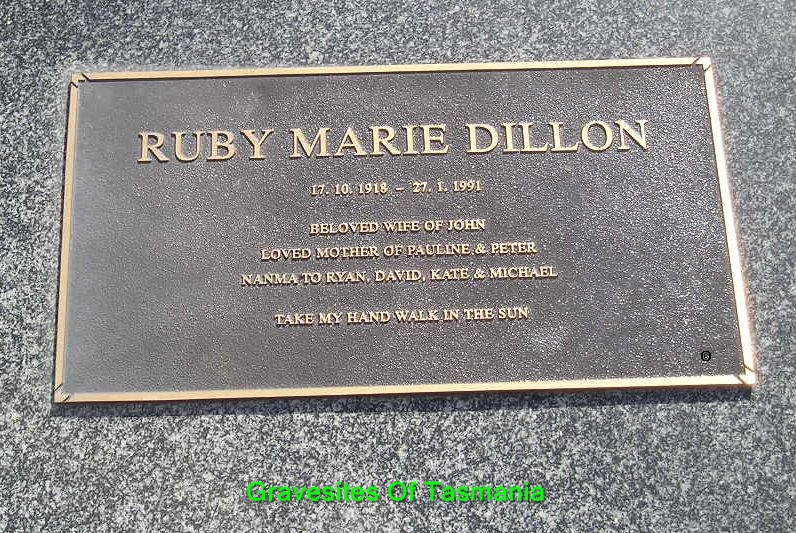 RUBY MARIE DILLON
17. 10. 1918 – 27. 1. 1991
BELOVED WIFE OF JOHN
LOVED MOTHER OF PAULINE & PETER
NANMA TO RYAN, DAVID, KATE & MICHAEL
TAKE MY HAND WALK IN THE SUN
Gravesites Of Tasmania